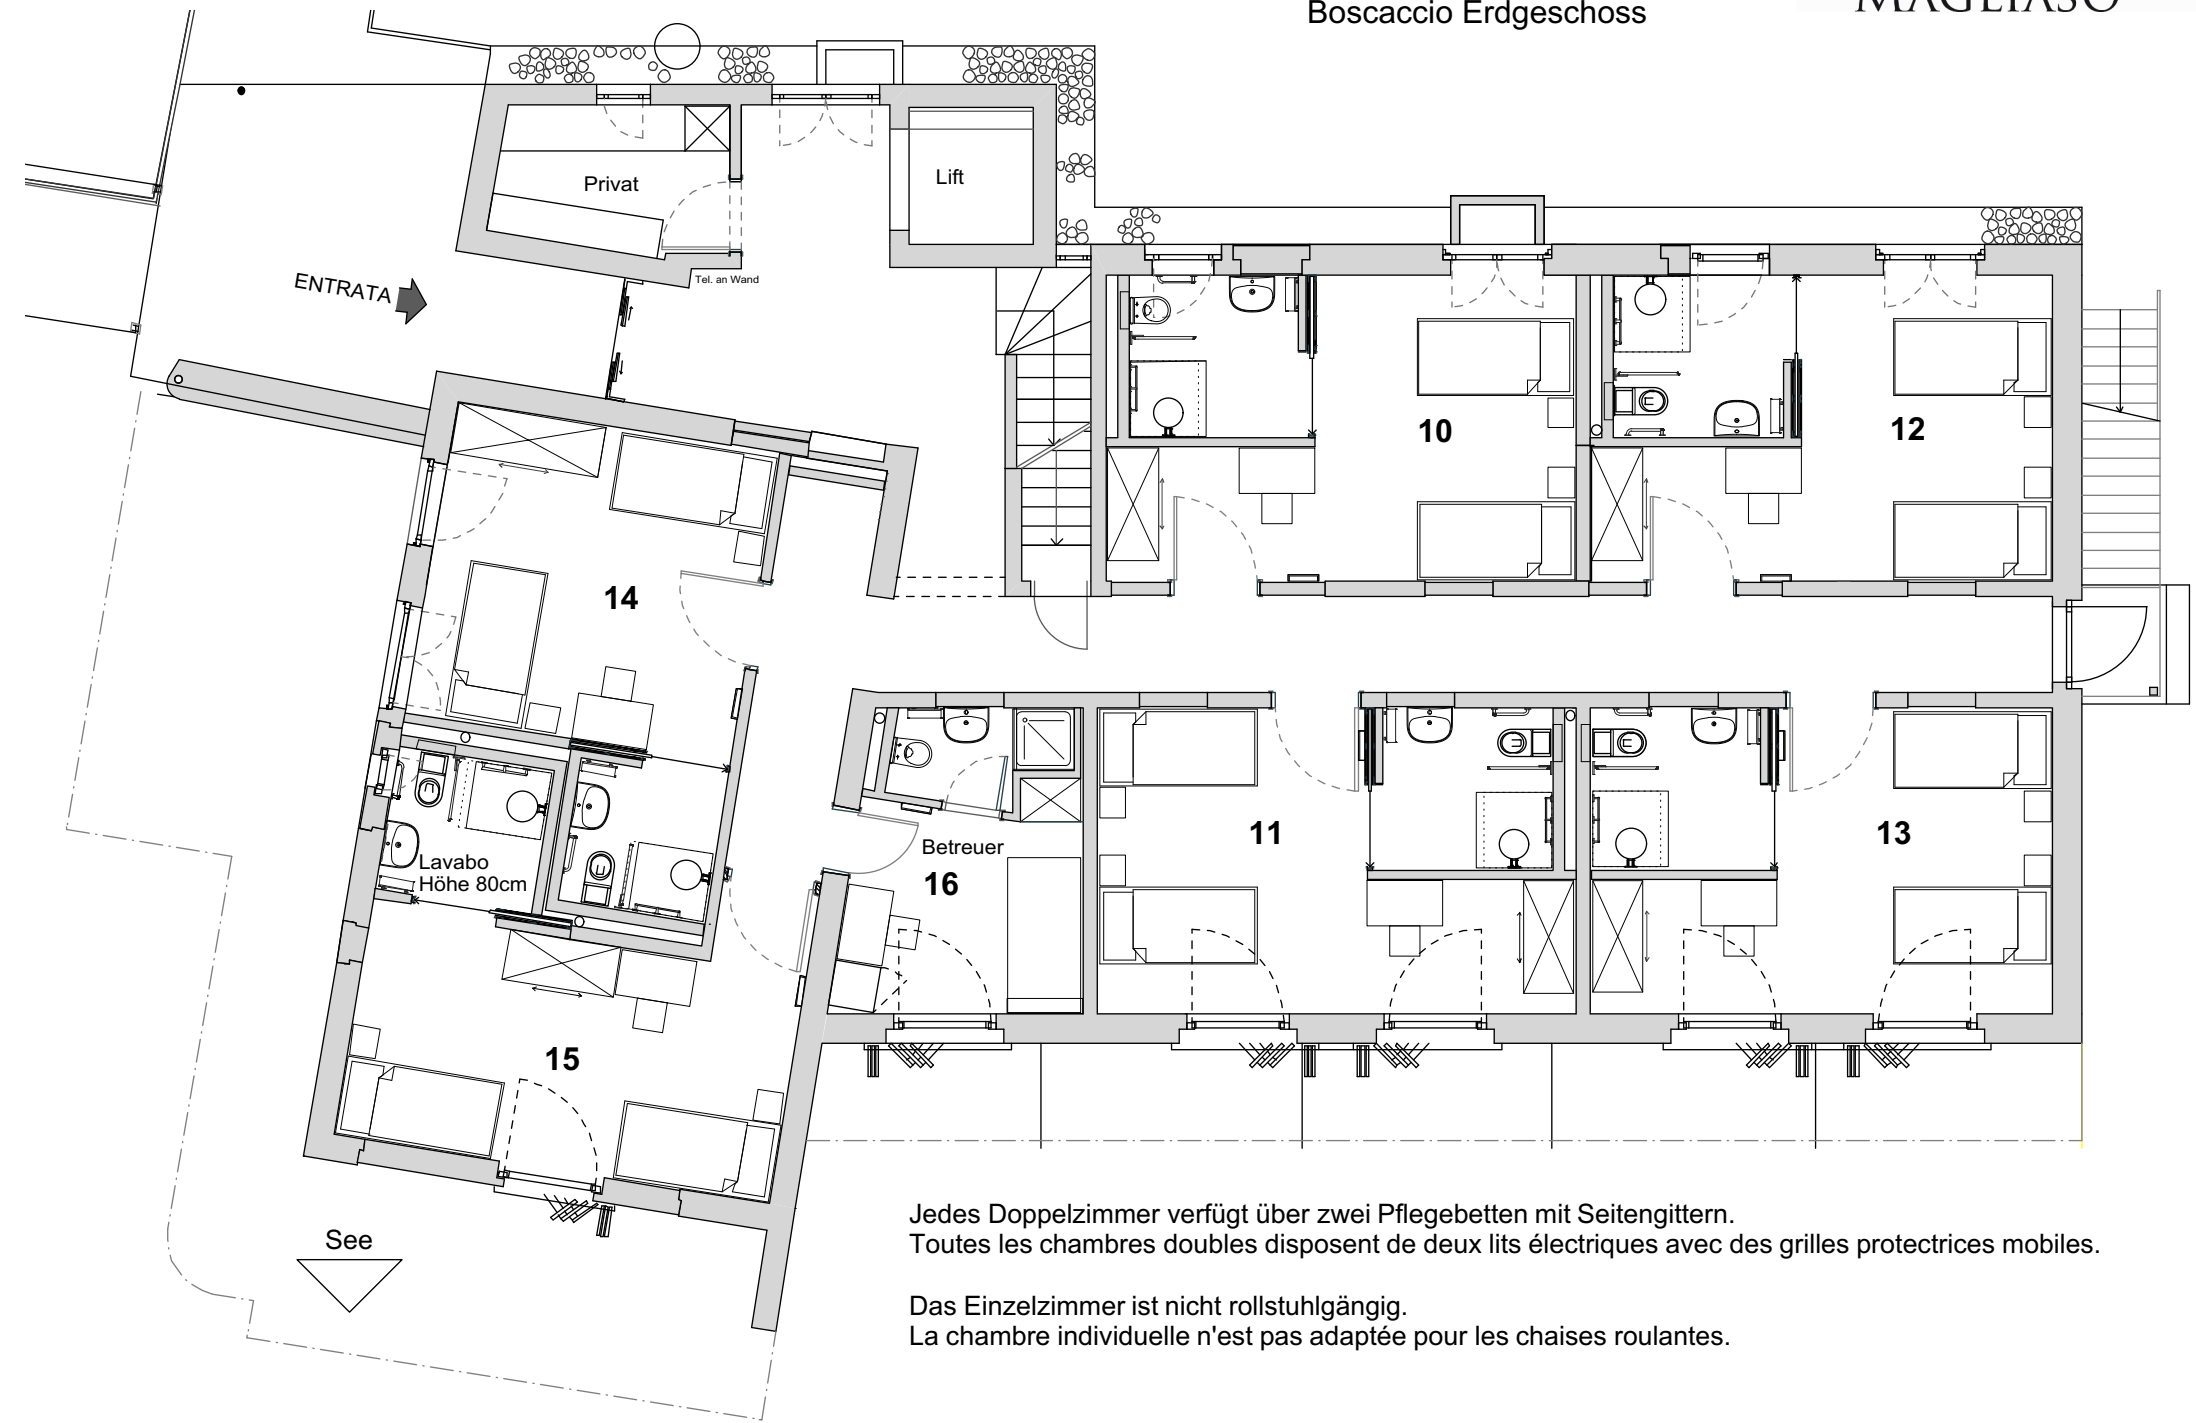 Boscaccio Erdgeschoss
MAGLIASO
Privat
Lift
ENTRATA
Tel. an Wand
10
12
14
Lavabo
Höhe 80cm
Betreuer
16
11
13
15
See
Jedes Doppelzimmer verfügt über zwei Pflegebetten mit Seitengittern.
Toutes les chambres doubles disposent de deux lits électriques avec des grilles protectrices mobiles.
Das Einzelzimmer ist nicht rollstuhlgängig.
La chambre individuelle n'est pas adaptée pour les chaises roulantes.